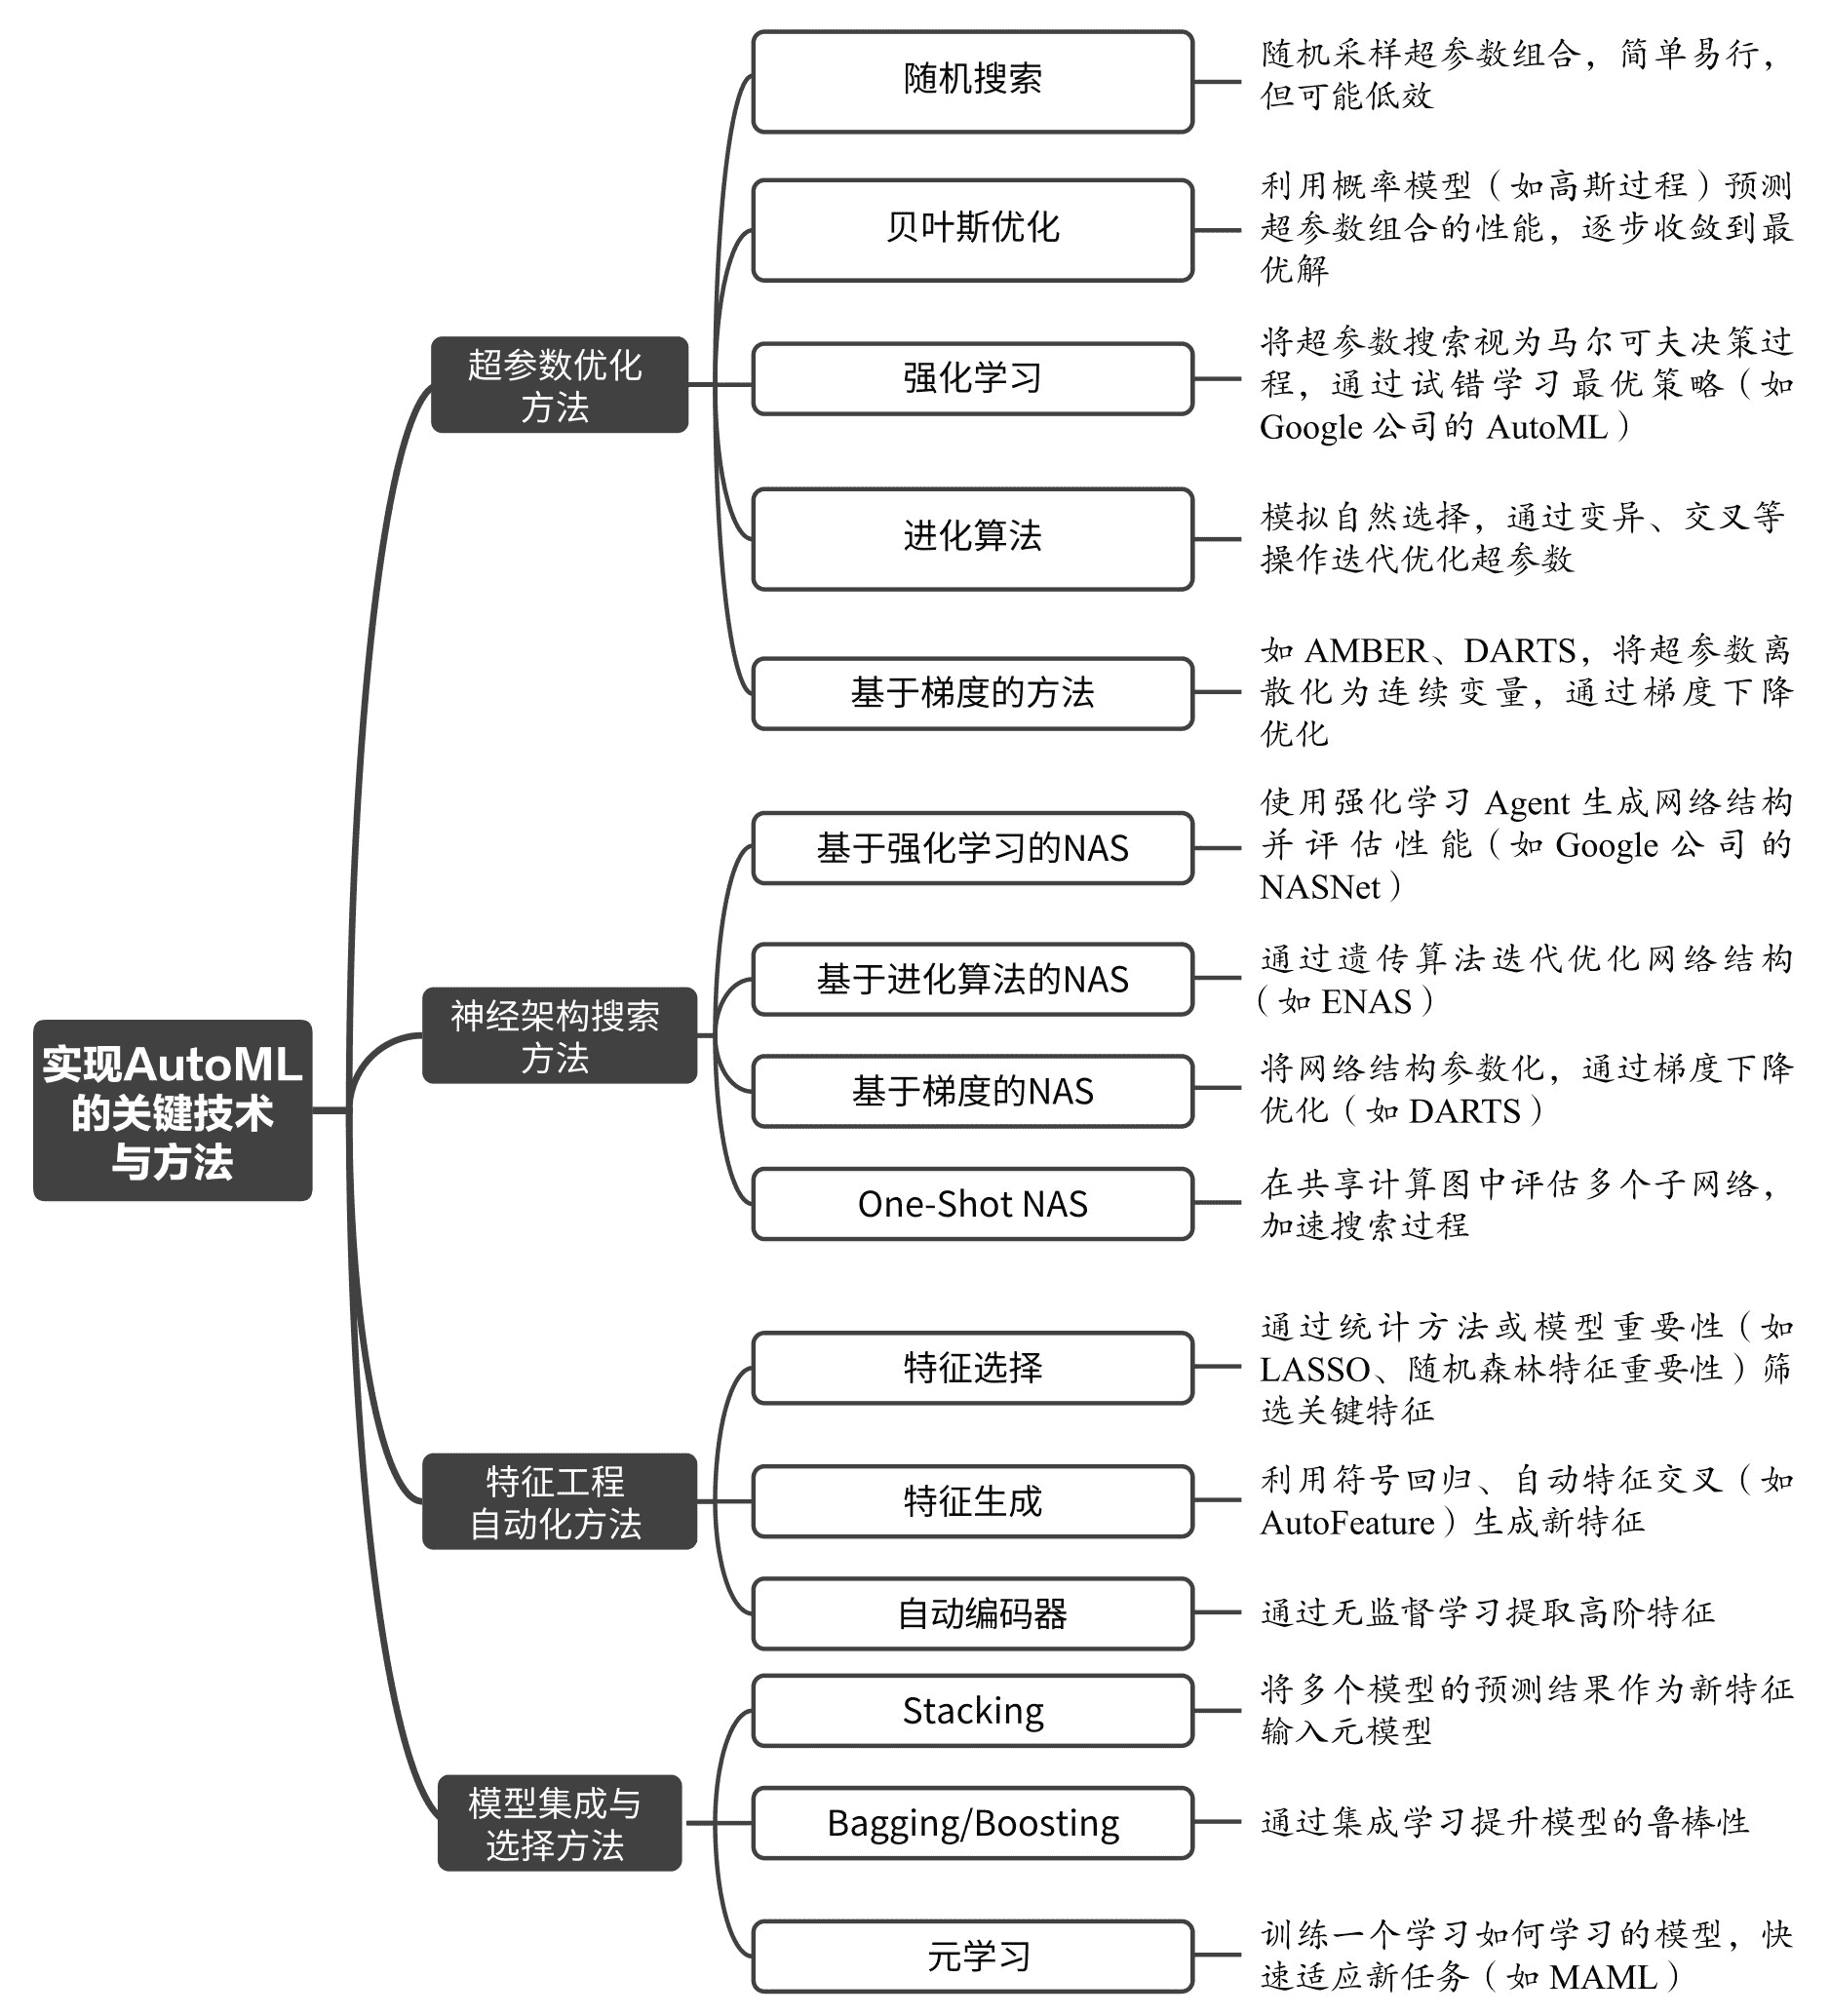 实现AutoML
的关键技术
与方法
超参数优化
方法
随机搜索
随机采样超参数组合，简单易行，
但可能低效
贝叶斯优化
利用概率模型（如高斯过程）预测
超参数组合的性能，逐步收敛到最
优解
强化学习
将超参数搜索视为马尔可夫决策过
程，通过试错学习最优策略（如
Google 公司的 AutoML）
进化算法
模拟自然选择，通过变异、交叉等
操作迭代优化超参数
基于梯度的方法
如 AMBER、DARTS，将超参数离
散化为连续变量，通过梯度下降
优化
神经架构搜索
方法
基于强化学习的NAS
使用强化学习 Agent 生成网络结构
并评估性能（如 Google 公司的
NASNet）
基于进化算法的NAS
通过遗传算法迭代优化网络结构
（如 ENAS）
基于梯度的NAS
将网络结构参数化，通过梯度下降
优化（如 DARTS）
One-Shot NAS
在共享计算图中评估多个子网络，
加速搜索过程
特征工程
自动化方法
特征选择
通过统计方法或模型重要性（如
LASSO、随机森林特征重要性）筛
选关键特征
特征生成
利用符号回归、自动特征交叉（如
AutoFeature）生成新特征
自动编码器
通过无监督学习提取高阶特征
模型集成与
选择方法
Stacking
将多个模型的预测结果作为新特征
输入元模型
Bagging/Boosting
通过集成学习提升模型的鲁棒性
元学习
训练一个学习如何学习的模型，快
速适应新任务（如 MAML）